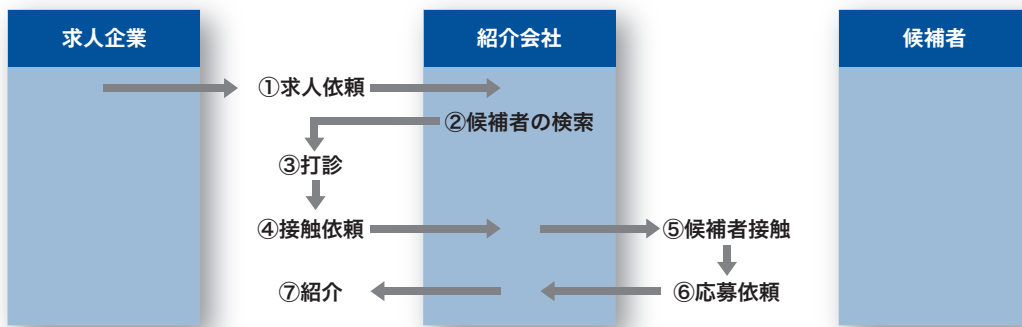 求人企業
紹介会社
候補者
①求人依頼
②候補者の検索
③打診
④接触依頼
⑤候補者接触
⑥応募依頼
⑦紹介